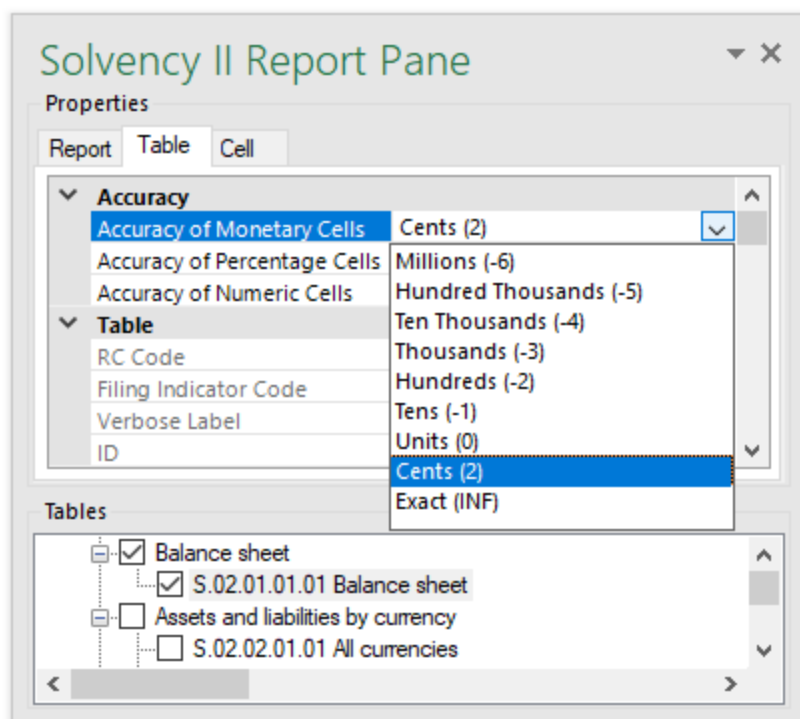 Solvency II Report Pane
Properties
Report Table Cell
Accuracy
Accuracy of Monetary Cells Cents (2)
Accuracy of Percentage Cells Millions (-6)
Accuracy of Numeric Cells Hundred Thousands (-5)
Table Ten Thousands (-4)
RC Code Thousands (-3)
Filing Indicator Code Hundreds (-2)
Verbose Label Tens (-1)
ID Units (0)
Cents (2)
Exact (INF)
Tables
Balance sheet
S.02.01.01.01 Balance sheet
Assets and liabilities by currency
S.02.02.01.01 All currencies